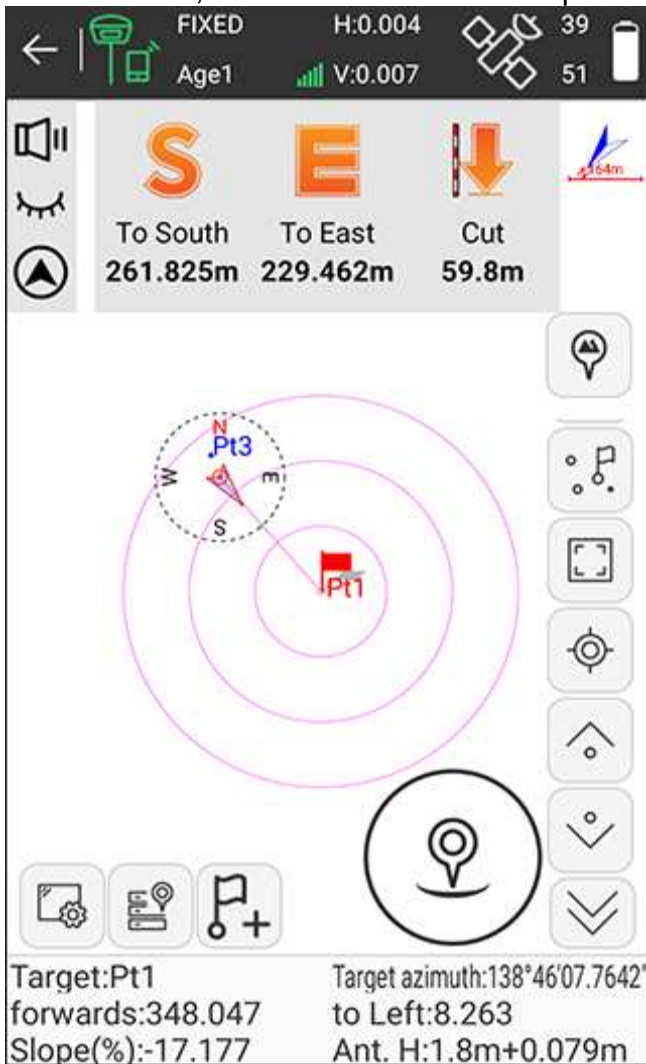 FIXED H:0.004 39
Age1 V:0.007 51
S E
To South To East Cut
261.825m 229.462m 59.8m
164m
N
Pt3
W E
S
Pt1
Target:Pt1 Target azimuth:138°46'07.7642"
forwards:348.047 to Left:8.263
Slope(%):-17.177 Ant. H:1.8m+0.079m